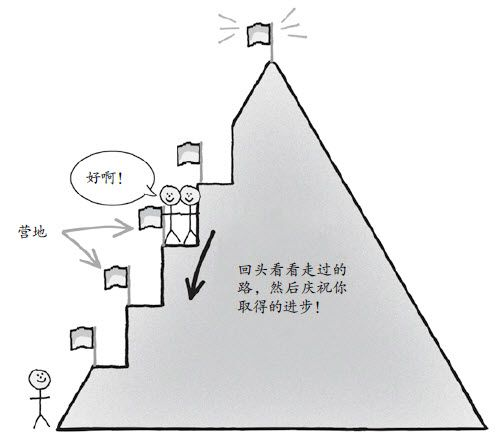 好啊！
营地
回头看看走过的
路，然后庆祝你
取得的进步！